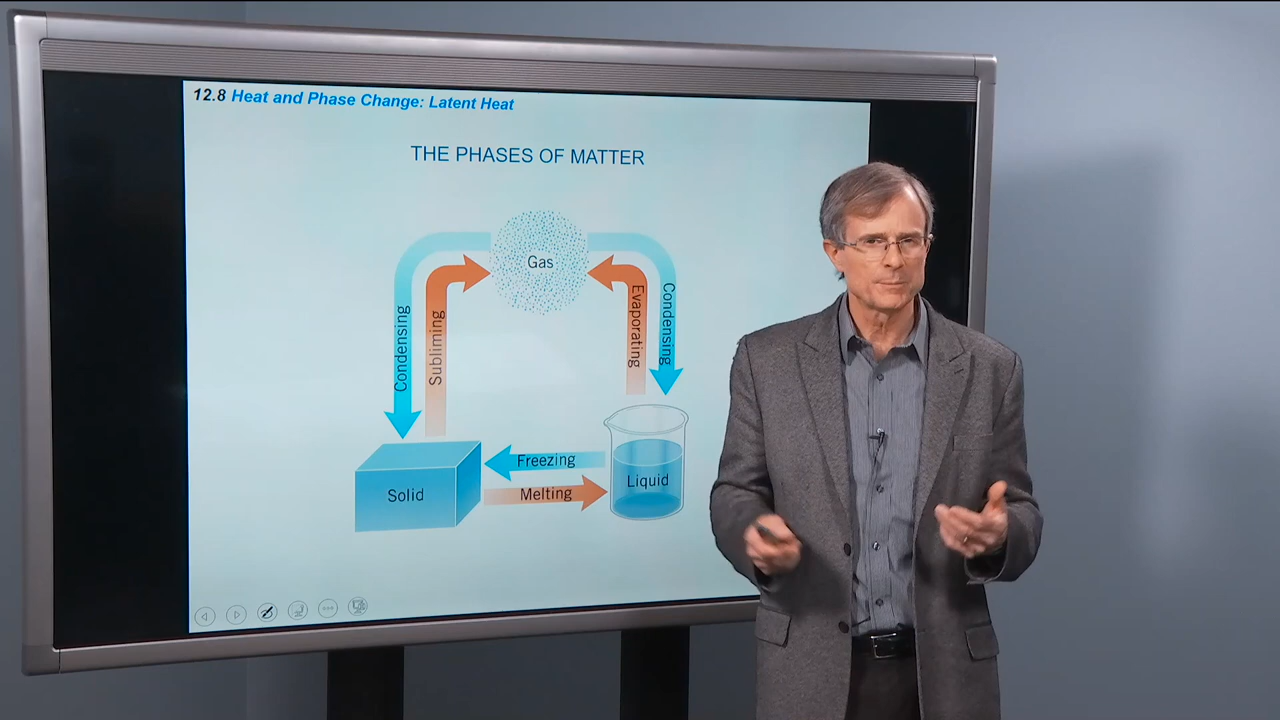 12.8 Heat and Phase Change: Latent Heat
THE PHASES OF MATTER
Gas
Condensing
Subliming
Evaporating
Condensing
Freezing
Melting
Solid
Liquid